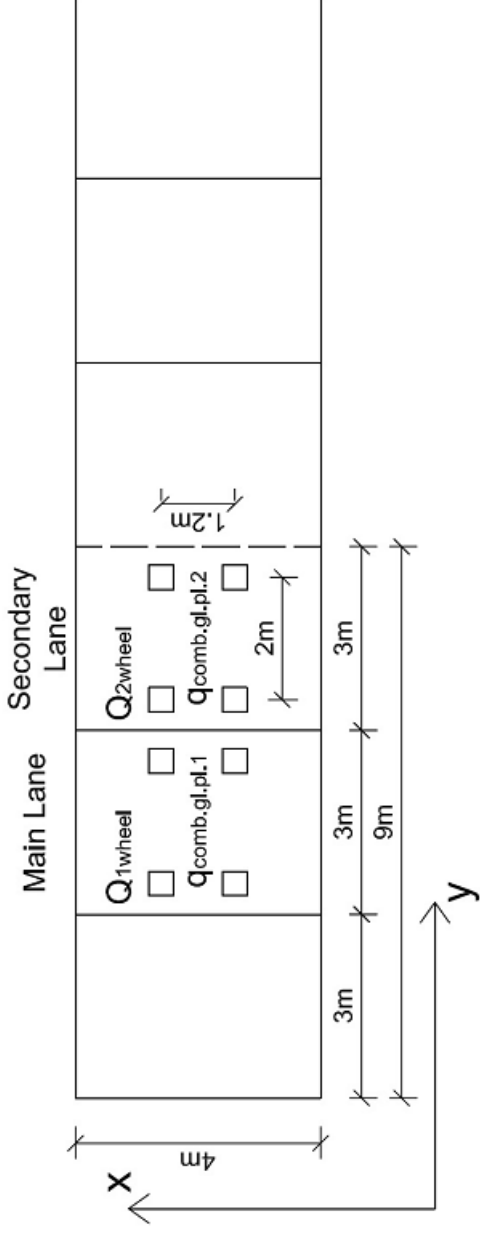 Main Lane
Secondary
Lane
Q1wheel
qcomb.gl.pl.1
Q2wheel
qcomb.gl.pl.2
1.2m
2m
3m
3m
3m
9m
4m
x
y